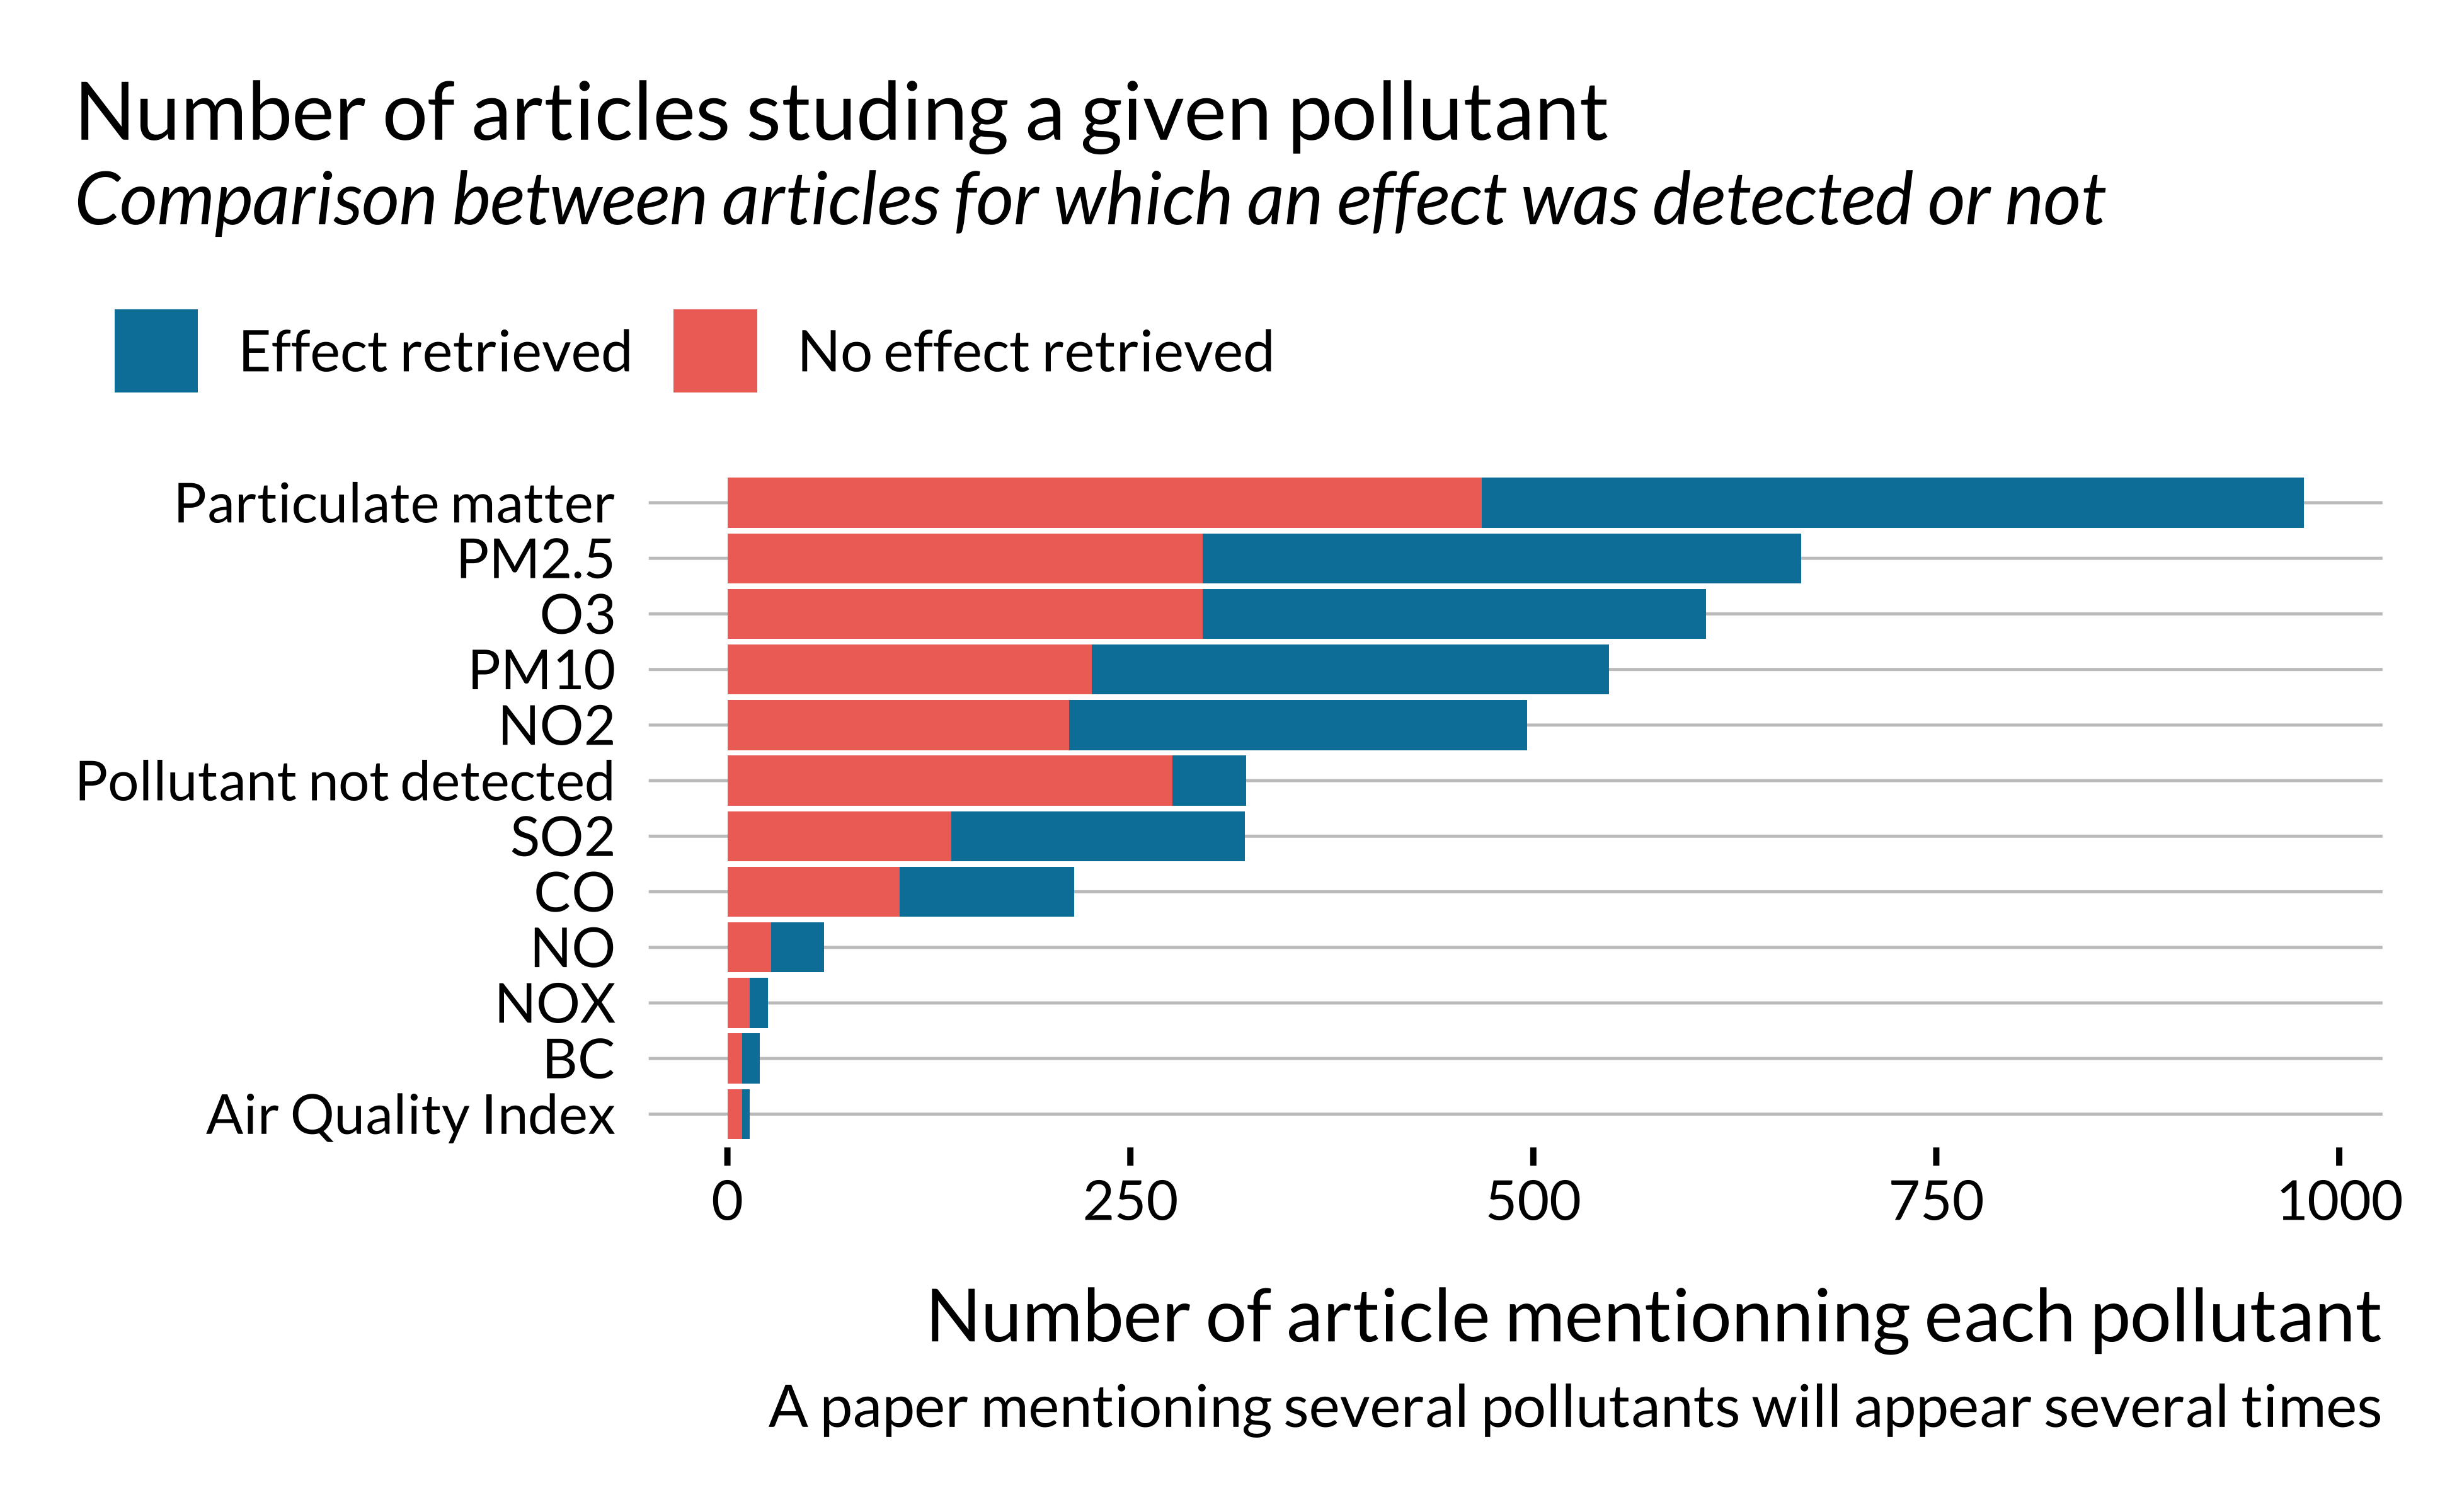 Number of articles studing a given pollutant
Comparison between articles for which an effect was detected or not
Effect retrieved No effect retrieved
Particulate matter
PM2.5
O3
PM10
NO2
Pollutant not detected
SO2
CO
NO
NOX
BC
Air Quality Index
0 250 500 750 1000
Number of article mentionning each pollutant
A paper mentioning several pollutants will appear several times